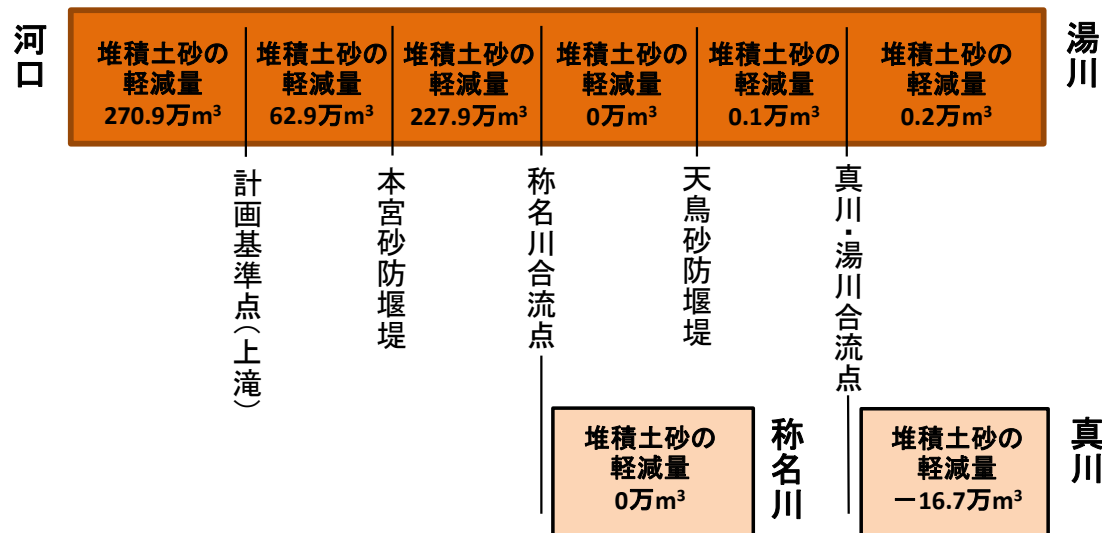 河口
堆積土砂の
軽減量
270.9万m³
堆積土砂の
軽減量
62.9万m³
堆積土砂の
軽減量
227.9万m³
堆積土砂の
軽減量
0万m³
堆積土砂の
軽減量
0.1万m³
堆積土砂の
軽減量
0.2万m³
湯川
計画基準点(上滝)
本宮砂防堰堤
称名川合流点
天鳥砂防堰堤
真川・湯川合流点
堆積土砂の
軽減量
0万m³
称名川
堆積土砂の
軽減量
－16.7万m³
真川